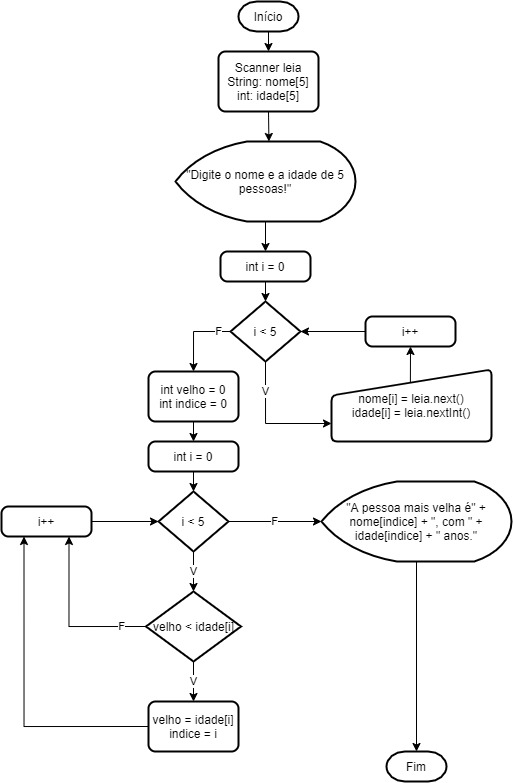 Início
Scanner leia
String: nome[5]
int: idade[5]
"Digite o nome e a idade de 5
pessoas!"
int i = 0
i < 5
F
V
i++
nome[i] = leia.next()
idade[i] = leia.nextInt()
int velho = 0
int indice = 0
int i = 0
i < 5
F
V
i++
"A pessoa mais velha é" +
nome[indice] + ", com " +
idade[indice] + " anos."
velho < idade[i]
F
V
velho = idade[i]
indice = i
Fim